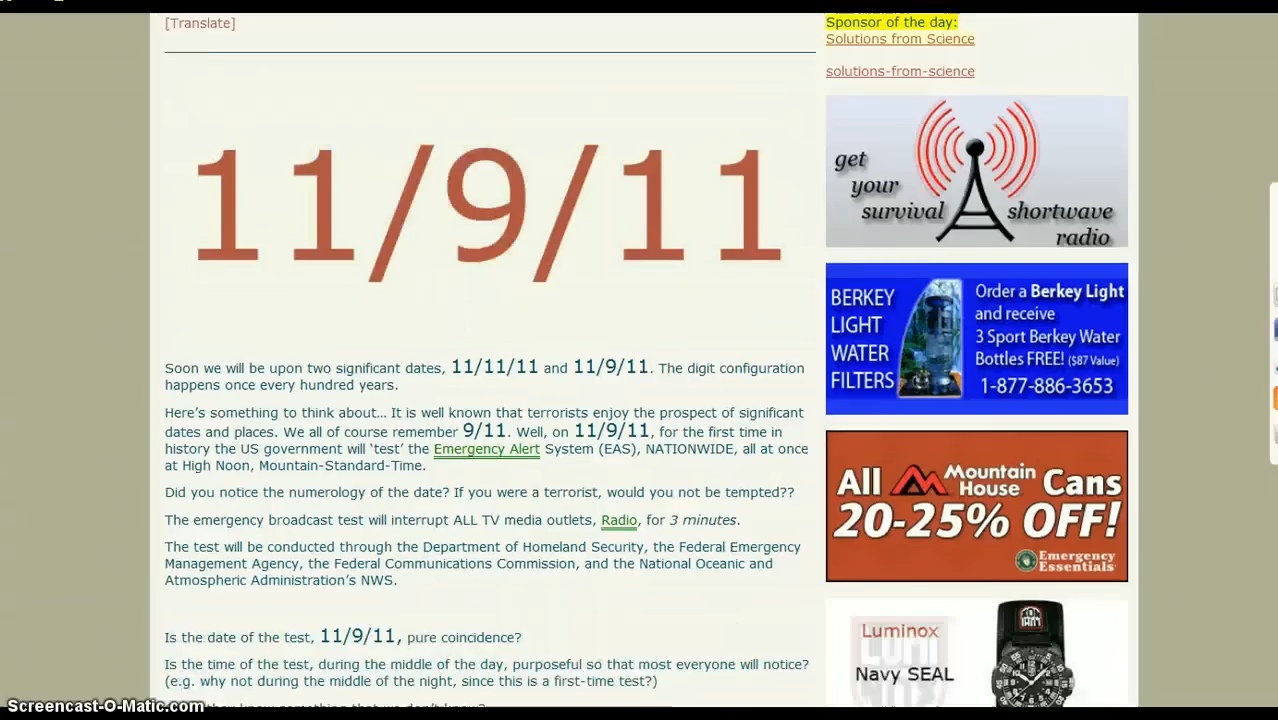 [Translate]
11/9/11
Soon we will be upon two significant dates, 11/11/11 and 11/9/11. The digit configuration
happens once every hundred years.
Here's something to think about... It is well known that terrorists enjoy the prospect of significant
dates and places. We all of course remember 9/11. Well, on 11/9/11, for the first time in
history the US government will 'test' the Emergency Alert System (EAS), NATIONWIDE, all at once
at High Noon, Mountain-Standard-Time.
Did you notice the numerology of the date? If you were a terrorist, would you not be tempted??
The emergency broadcast test will interrupt ALL TV media outlets, Radio, for 3 minutes.
The test will be conducted through the Department of Homeland Security, the Federal Emergency
Management Agency, the Federal Communications Commission, and the National Oceanic and
Atmospheric Administration's NWS.
Is the date of the test, 11/9/11, pure coincidence?
Is the time of the test, during the middle of the day, purposeful so that most everyone will notice?
(e.g. why not during the middle of the night, since this is a first-time test?)
Sponsor of the day:
Solutions from Science
solutions-from-science
get
your
survival shortwave
radio
BERKEY
LIGHT
WATER
FILTERS
Order a Berkey Light
and receive
3 Sport Berkey Water
Bottles FREE! ($87 Value)
1-877-886-3653
All Mountain House Cans
20-25% OFF!
Emergency
Essentials
Luminox
Navy SEAL
Screencast-O-Matic.com